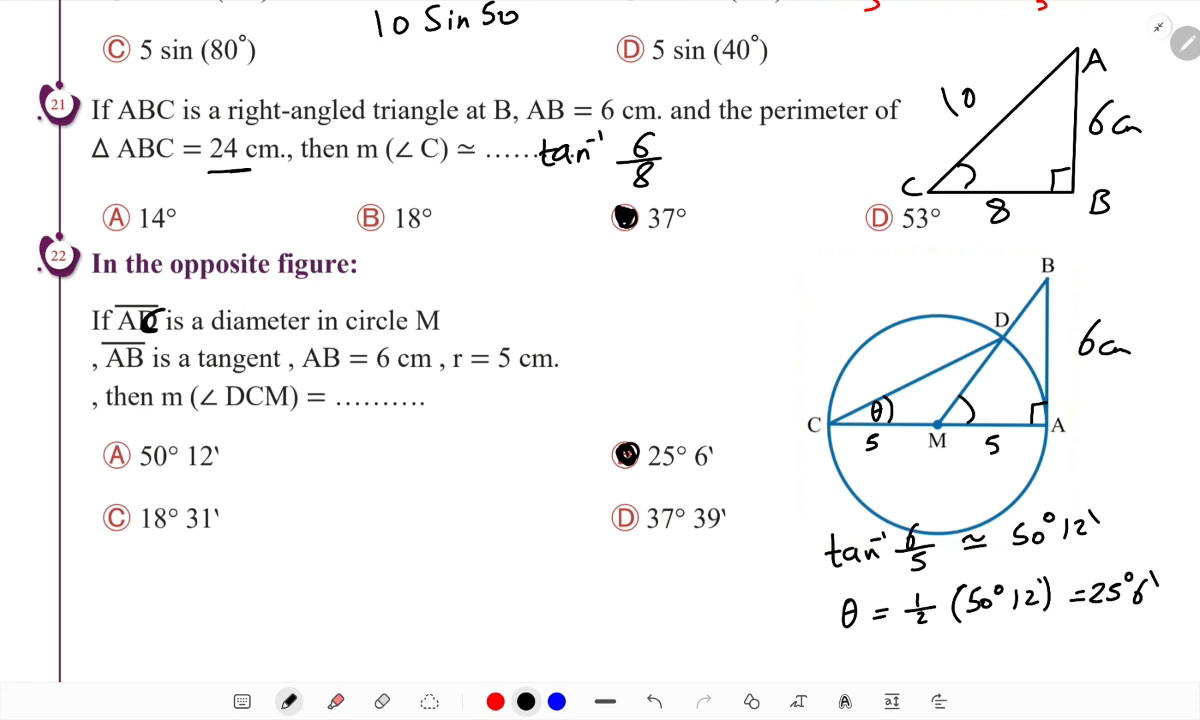 10 Sin 50
C 5 sin (80°)
D 5 sin (40°)
21 If ABC is a right-angled triangle at B, AB = 6 cm. and the perimeter of
Δ ABC = 24 cm., then m (∠ C) ≃ ...... tan⁻¹ 6/8
A 14°
B 18°
37°
D 53°
A
10
6cm
C
8
B
22 In the opposite figure:
If AC is a diameter in circle M
, AB is a tangent , AB = 6 cm , r = 5 cm.
, then m (∠ DCM) = ..........
A 50° 12'
25° 6'
C 18° 31'
D 37° 39'
B
D
6cm
C
θ
M
A
5
5
tan⁻¹ 6/5 ≃ 50°12'
θ = 1/2 (50°12') = 25°6'